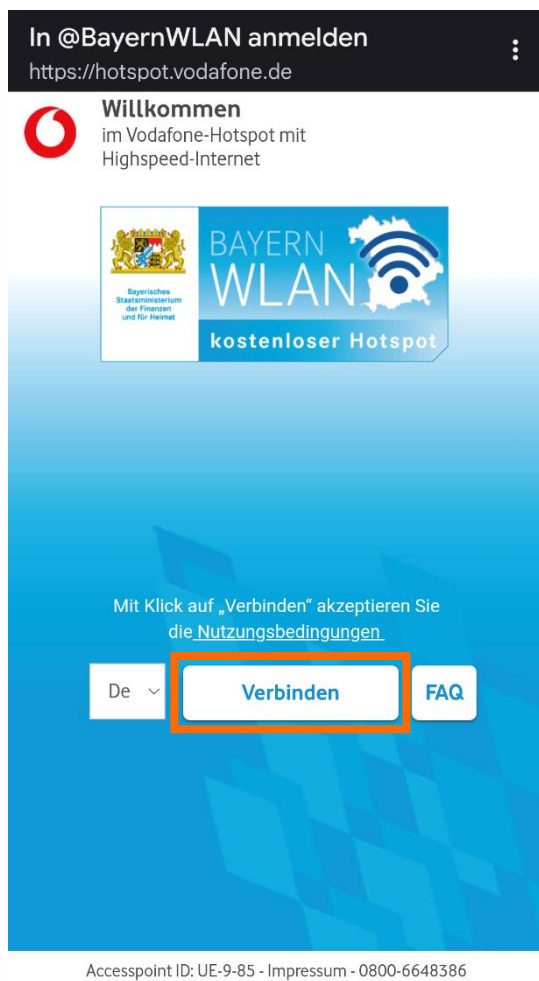 In @BayernWLAN anmelden
https://hotspot.vodafone.de
Willkommen
im Vodafone-Hotspot mit
Highspeed-Internet
Bayerisches
Staatsministerium
der Finanzen
und für Heimat
BAYERN
WLAN
kostenloser Hotspot
Mit Klick auf „Verbinden“ akzeptieren Sie
die Nutzungsbedingungen
De Verbinden FAQ
Accesspoint ID: UE-9-85 - Impressum - 0800-6648386